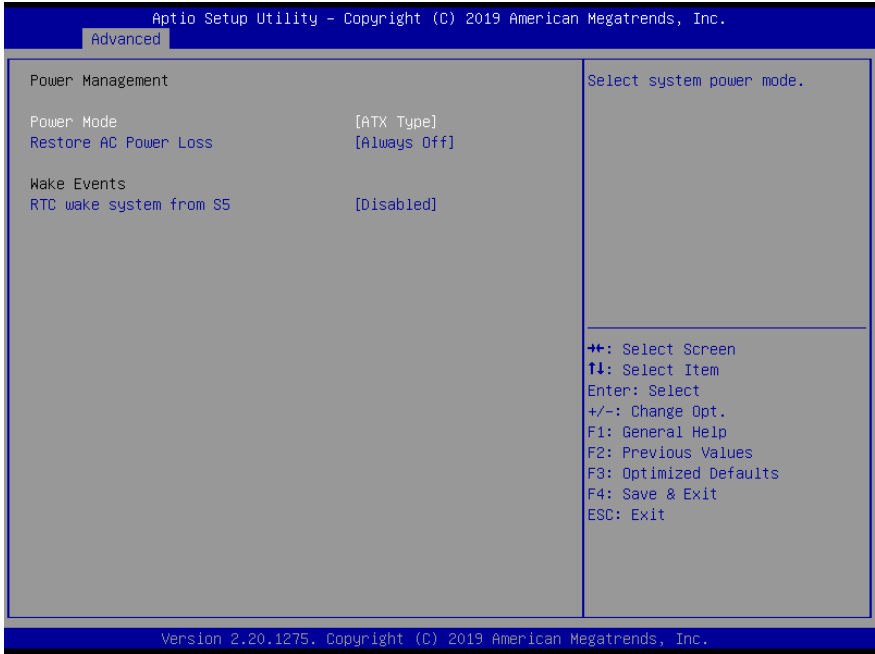 Aptio Setup Utility – Copyright (C) 2019 American Megatrends, Inc.
Advanced
Power Management
Power Mode [ATX Type]
Restore AC Power Loss [Always Off]
Wake Events
RTC wake system from S5 [Disabled]
Select system power mode.
→←: Select Screen
↑↓: Select Item
Enter: Select
+/-: Change Opt.
F1: General Help
F2: Previous Values
F3: Optimized Defaults
F4: Save & Exit
ESC: Exit
Version 2.20.1275. Copyright (C) 2019 American Megatrends, Inc.